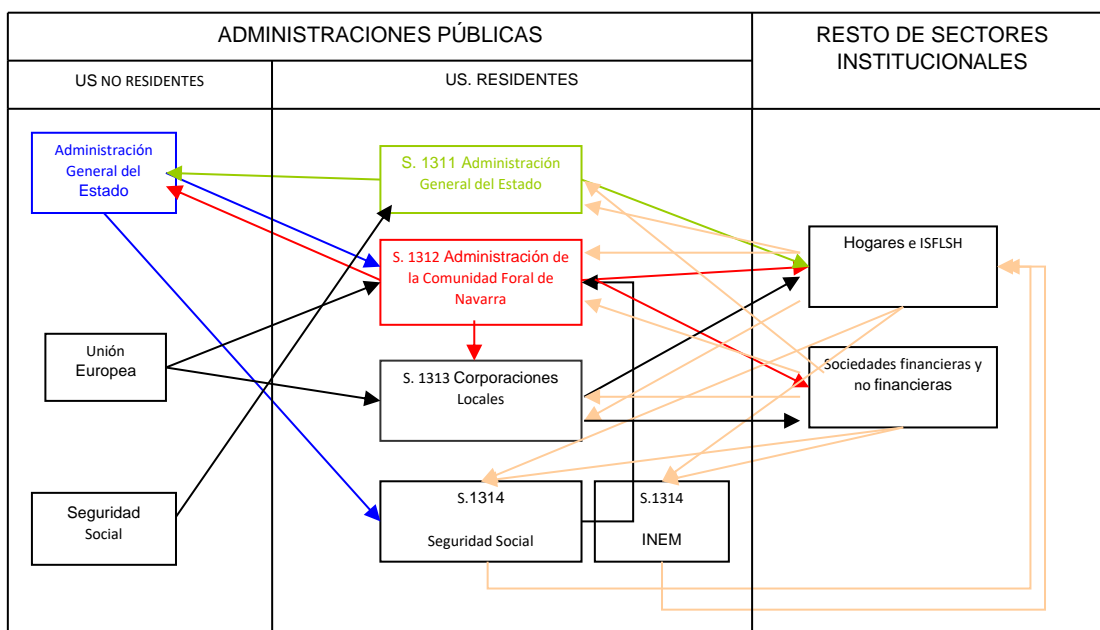 ADMINISTRACIONES PÚBLICAS
RESTO DE SECTORES
INSTITUCIONALES
US NO RESIDENTES
US. RESIDENTES
Administración
General del
Estado
S. 1311 Administración
General del Estado
S. 1312 Administración de
la Comunidad Foral de
Navarra
Hogares e ISFLSH
Unión
Europea
S. 1313 Corporaciones
Locales
Sociedades financieras y
no financieras
Seguridad
Social
S.1314
Seguridad Social
S.1314
INEM